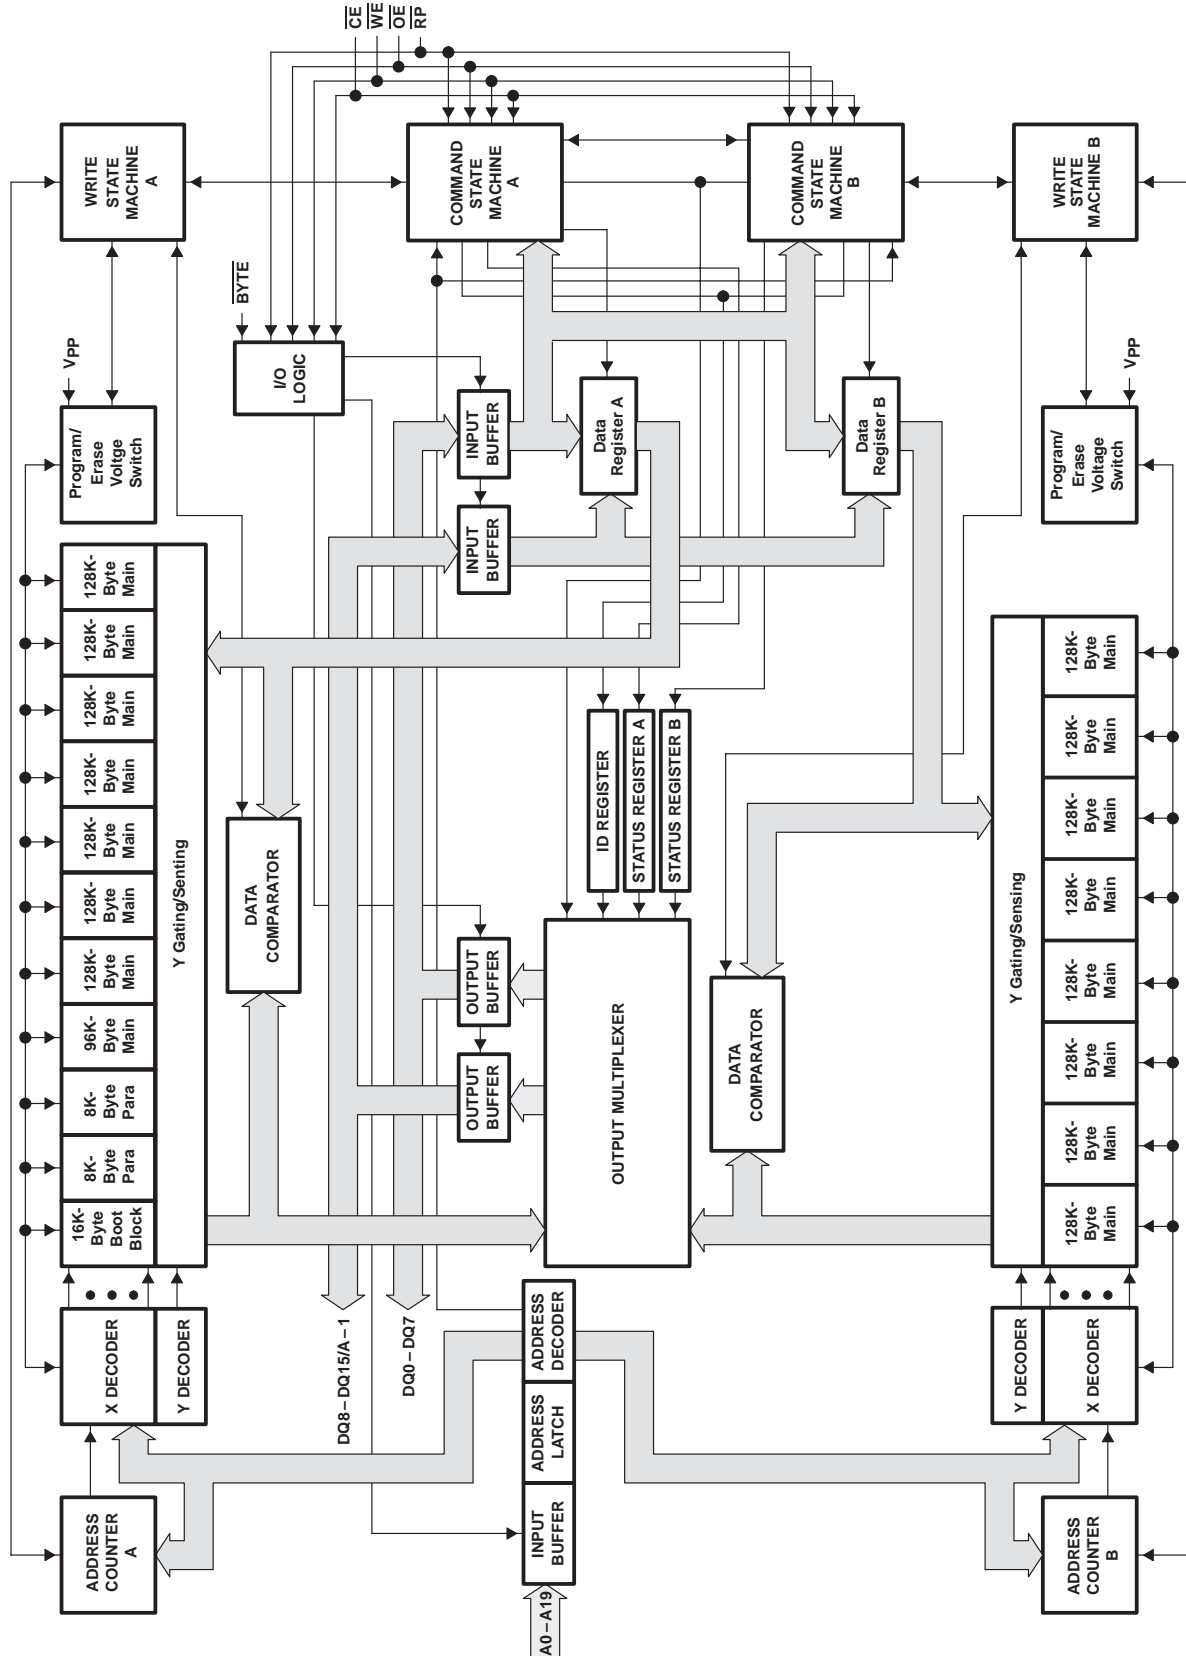 CE
WE
OE
RP
WRITE
STATE
MACHINE
A
COMMAND
STATE
MACHINE
A
COMMAND
STATE
MACHINE
B
WRITE
STATE
MACHINE B
BYTE
I/O
LOGIC
VPP
Program/
Erase
Voltge
Switch
INPUT
BUFFER
INPUT
BUFFER
Data
Register A
Data
Register B
VPP
Program/
Erase
Voltage
Switch
128K-
Byte
Main
128K-
Byte
Main
128K-
Byte
Main
128K-
Byte
Main
128K-
Byte
Main
128K-
Byte
Main
128K-
Byte
Main
96K-
Byte
Main
8K-
Byte
Para
8K-
Byte
Para
16K-
Byte
Boot
Block
Y Gating/Senting
DATA
COMPARATOR
ID REGISTER
STATUS REGISTER A
STATUS REGISTER B
OUTPUT
BUFFER
OUTPUT
BUFFER
OUTPUT MULTIPLEXER
DATA
COMPARATOR
Y Gating/Sensing
128K-
Byte
Main
128K-
Byte
Main
128K-
Byte
Main
128K-
Byte
Main
128K-
Byte
Main
128K-
Byte
Main
128K-
Byte
Main
128K-
Byte
Main
X DECODER
Y DECODER
DQ8–DQ15/A–1
DQ0–DQ7
ADDRESS
DECODER
ADDRESS
LATCH
INPUT
BUFFER
A0–A19
Y DECODER
X DECODER
ADDRESS
COUNTER
A
ADDRESS
COUNTER
B